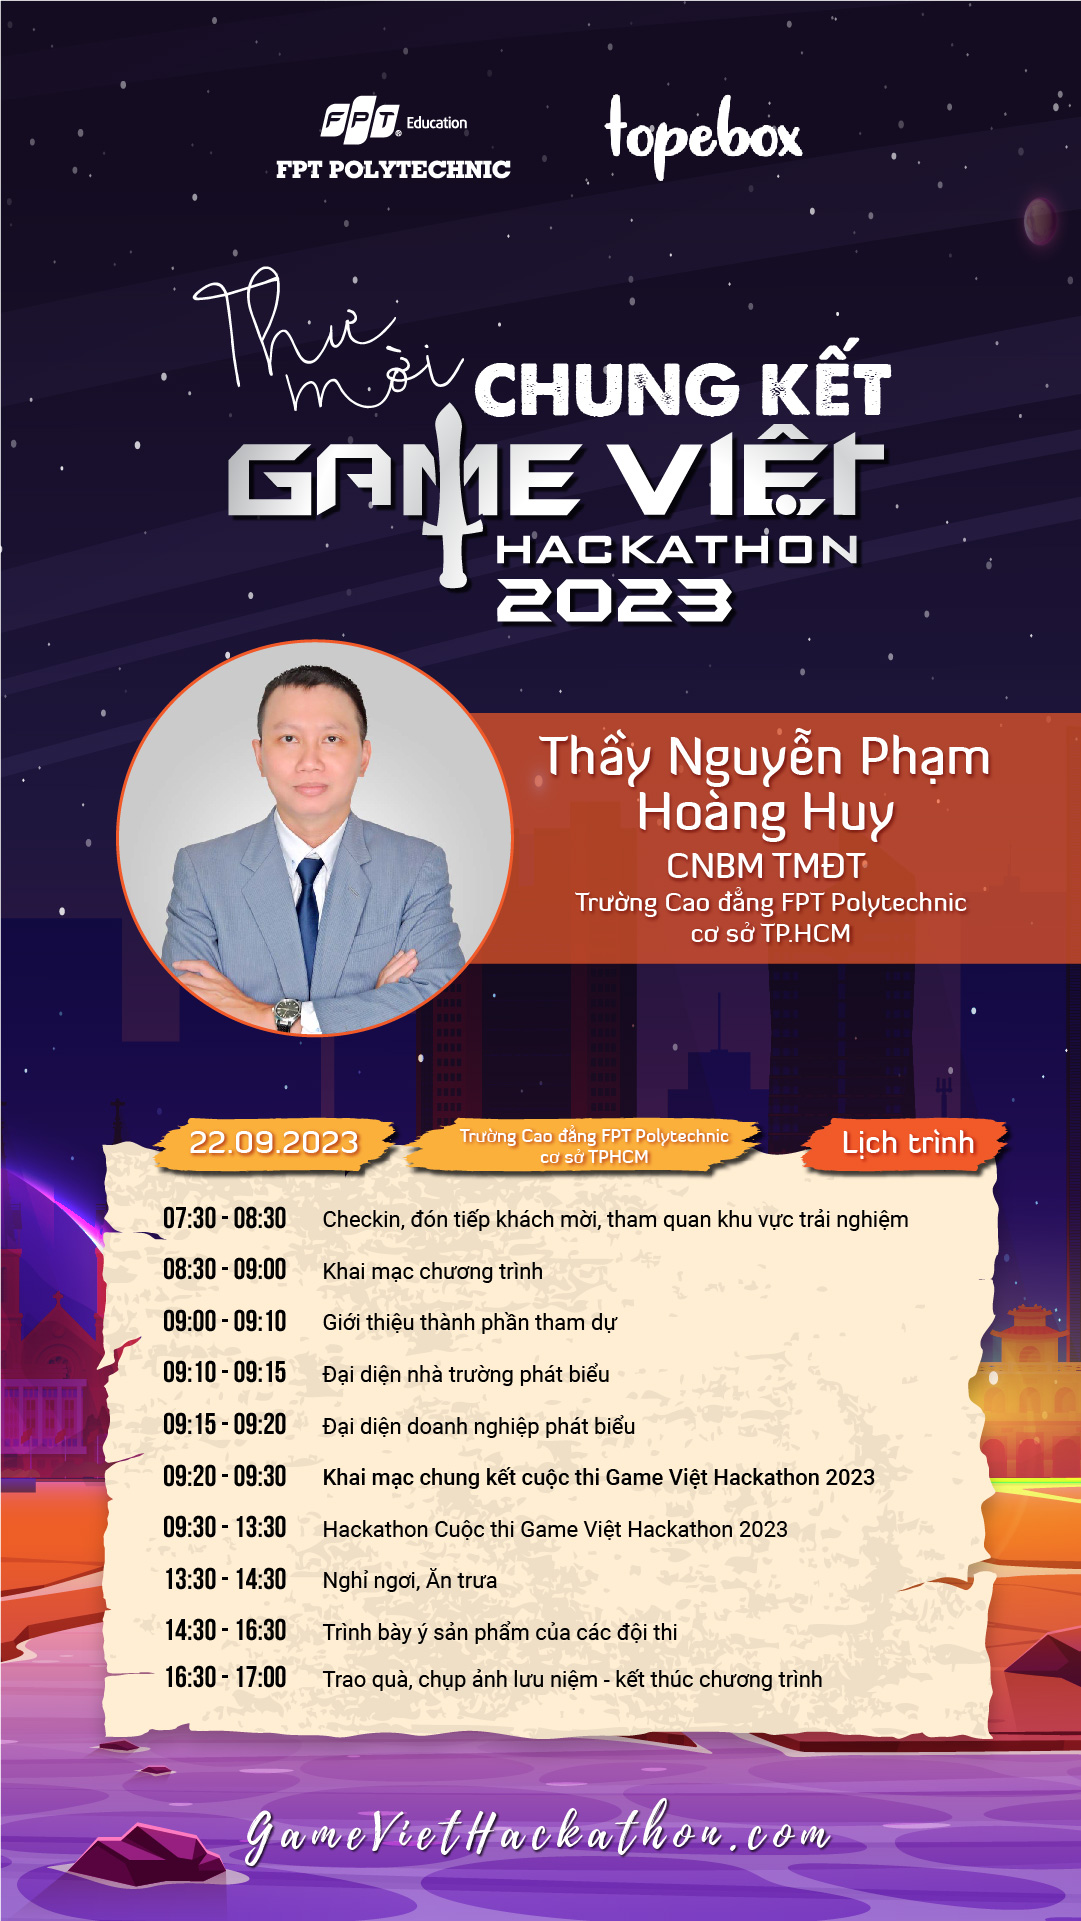 FPT Education
FPT POLYTECHNIC
topebox
Thư
mời
CHUNG KẾT
GAME VIỆT
HACKATHON
2023
Thầy Nguyễn Phạm
Hoàng Huy
CNBM TMĐT
Trường Cao đẳng FPT Polytechnic
cơ sở TP.HCM
22.09.2023
Trường Cao đẳng FPT Polytechnic
cơ sở TPHCM
Lịch trình
07:30 - 08:30 Checkin, đón tiếp khách mời, tham quan khu vực trải nghiệm
08:30 - 09:00 Khai mạc chương trình
09:00 - 09:10 Giới thiệu thành phần tham dự
09:10 - 09:15 Đại diện nhà trường phát biểu
09:15 - 09:20 Đại diện doanh nghiệp phát biểu
09:20 - 09:30 Khai mạc chung kết cuộc thi Game Việt Hackathon 2023
09:30 - 13:30 Hackathon Cuộc thi Game Việt Hackathon 2023
13:30 - 14:30 Nghỉ ngơi, Ăn trưa
14:30 - 16:30 Trình bày ý sản phẩm của các đội thi
16:30 - 17:00 Trao quà, chụp ảnh lưu niệm - kết thúc chương trình
GameVietHackathon.com